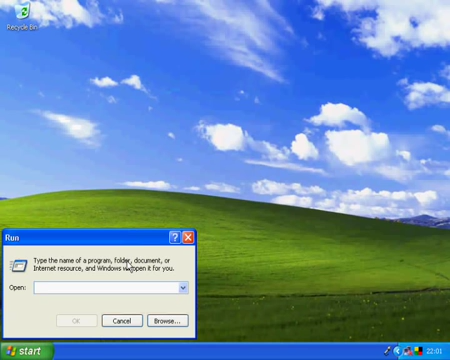 Recycle Bin
Run
Type the name of a program, folder, document, or
Internet resource, and Windows will open it for you.
Open:
OK
Cancel
Browse...
start
22:01